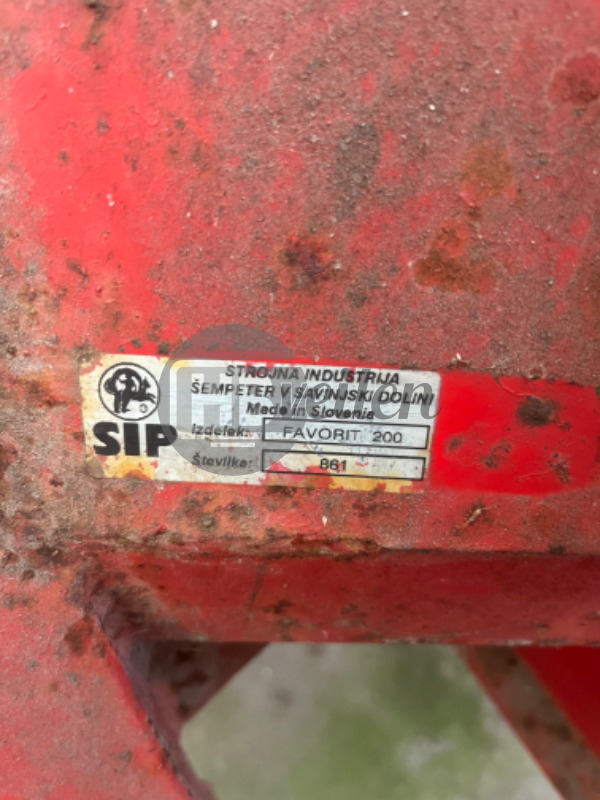 STROJNA INDUSTRIJA
ŠEMPETER V SAVINJSKI DOLINI
Made in Slovenia
SIP
Izdelek: FAVORIT 200
Številka: 861